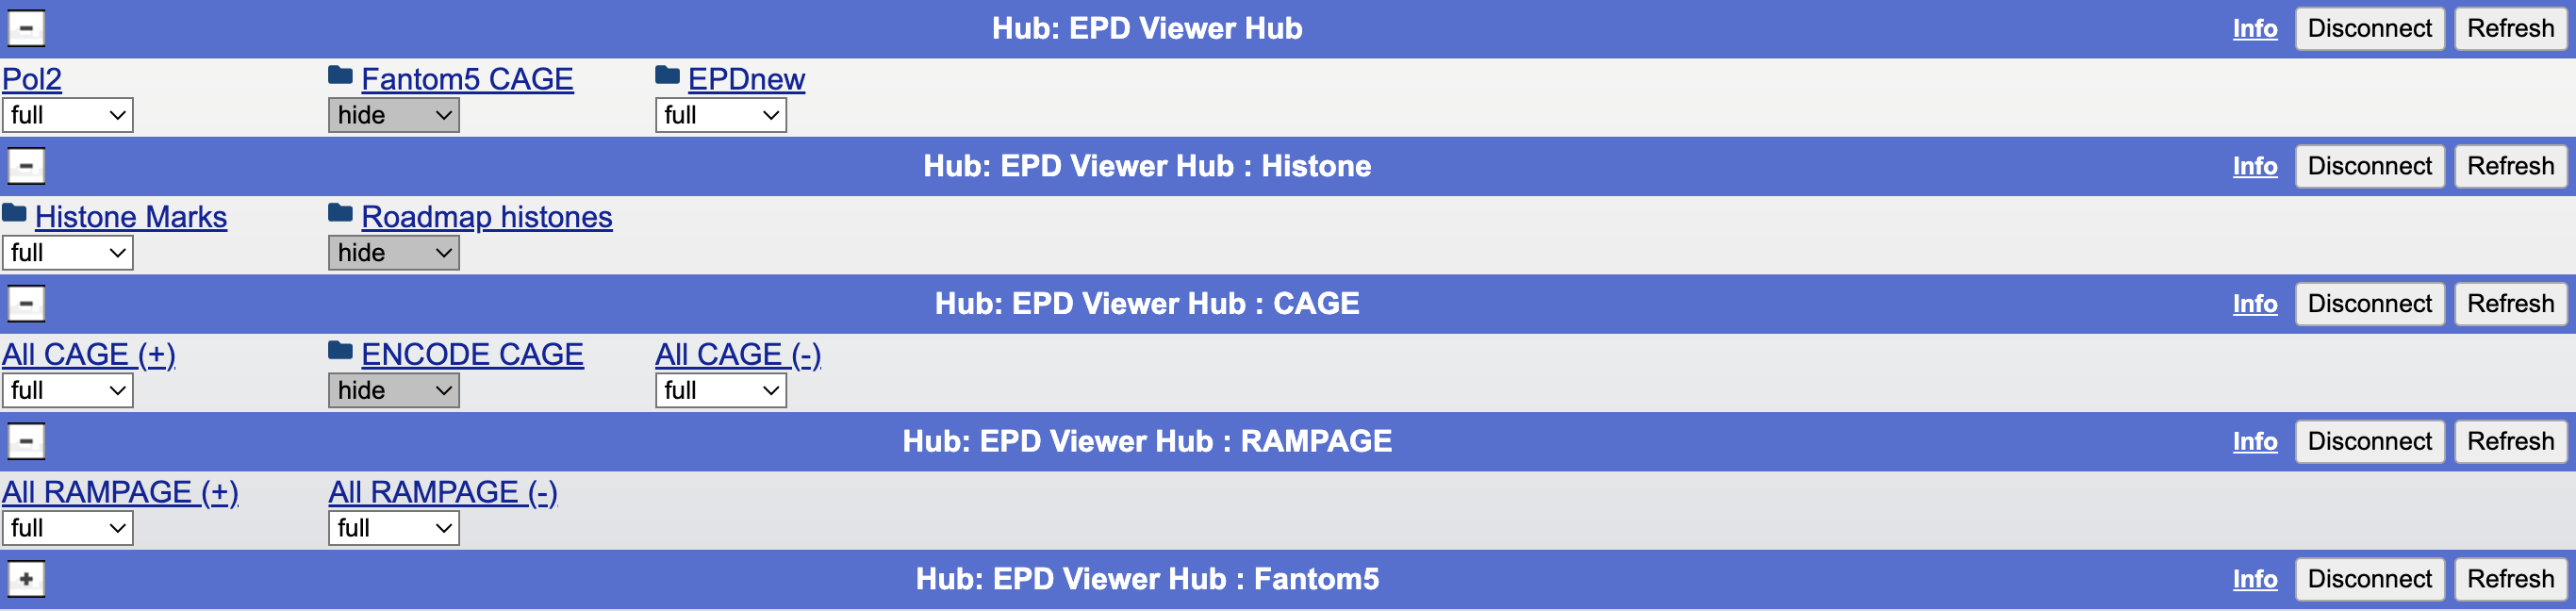 Hub: EPD Viewer Hub Info Disconnect Refresh
Pol2 Fantom5 CAGE EPDnew
full hide full
Hub: EPD Viewer Hub : Histone Info Disconnect Refresh
Histone Marks Roadmap histones
full hide
Hub: EPD Viewer Hub : CAGE Info Disconnect Refresh
All CAGE (+) ENCODE CAGE All CAGE (-)
full hide full
Hub: EPD Viewer Hub : RAMPAGE Info Disconnect Refresh
All RAMPAGE (+) All RAMPAGE (-)
full full
Hub: EPD Viewer Hub : Fantom5 Info Disconnect Refresh